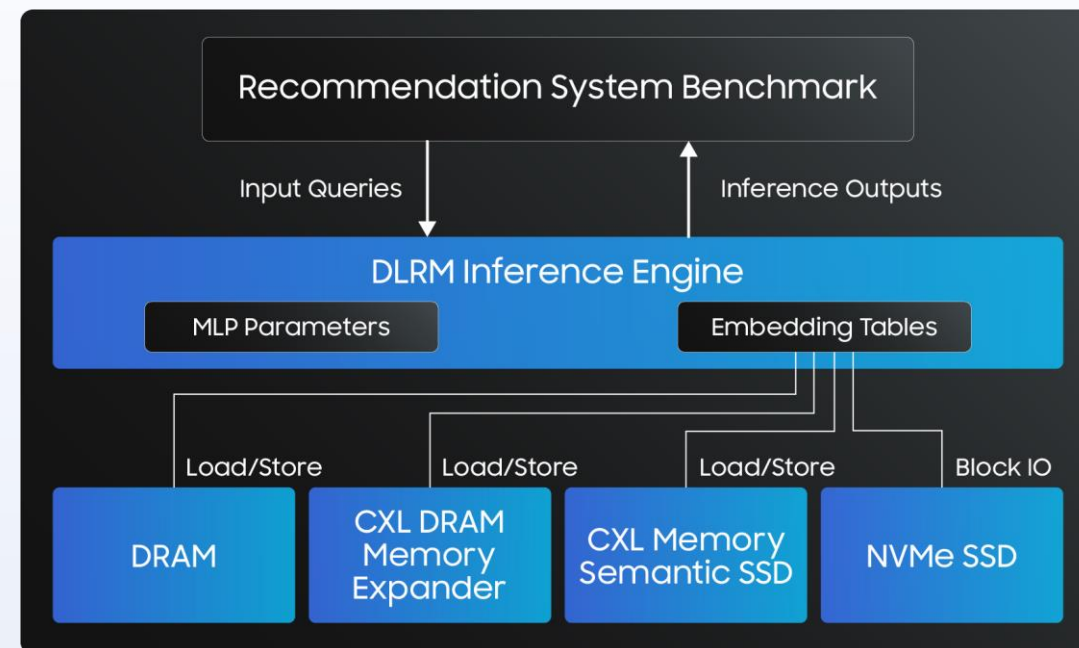 Recommendation System Benchmark
Input Queries
Inference Outputs
DLRM Inference Engine
MLP Parameters
Embedding Tables
Load/Store
Load/Store
Load/Store
Block IO
DRAM
CXL DRAM
Memory
Expander
CXL Memory
Semantic SSD
NVMe SSD